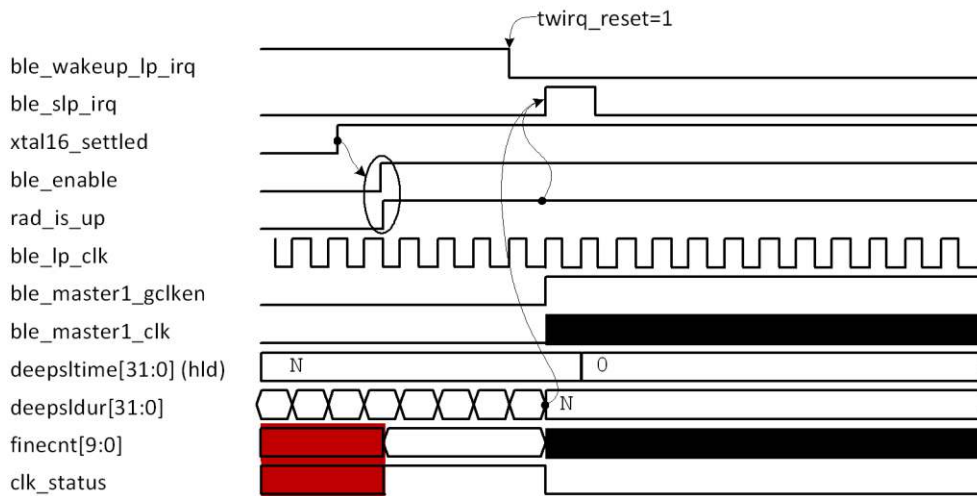 twirq_reset=1
ble_wakeup_lp_irq
ble_slp_irq
xtal16_settled
ble_enable
rad_is_up
ble_lp_clk
ble_master1_gclken
ble_master1_clk
deepsltime[31:0] (hld) N 0
deepsldur[31:0] N
finecnt[9:0]
clk_status